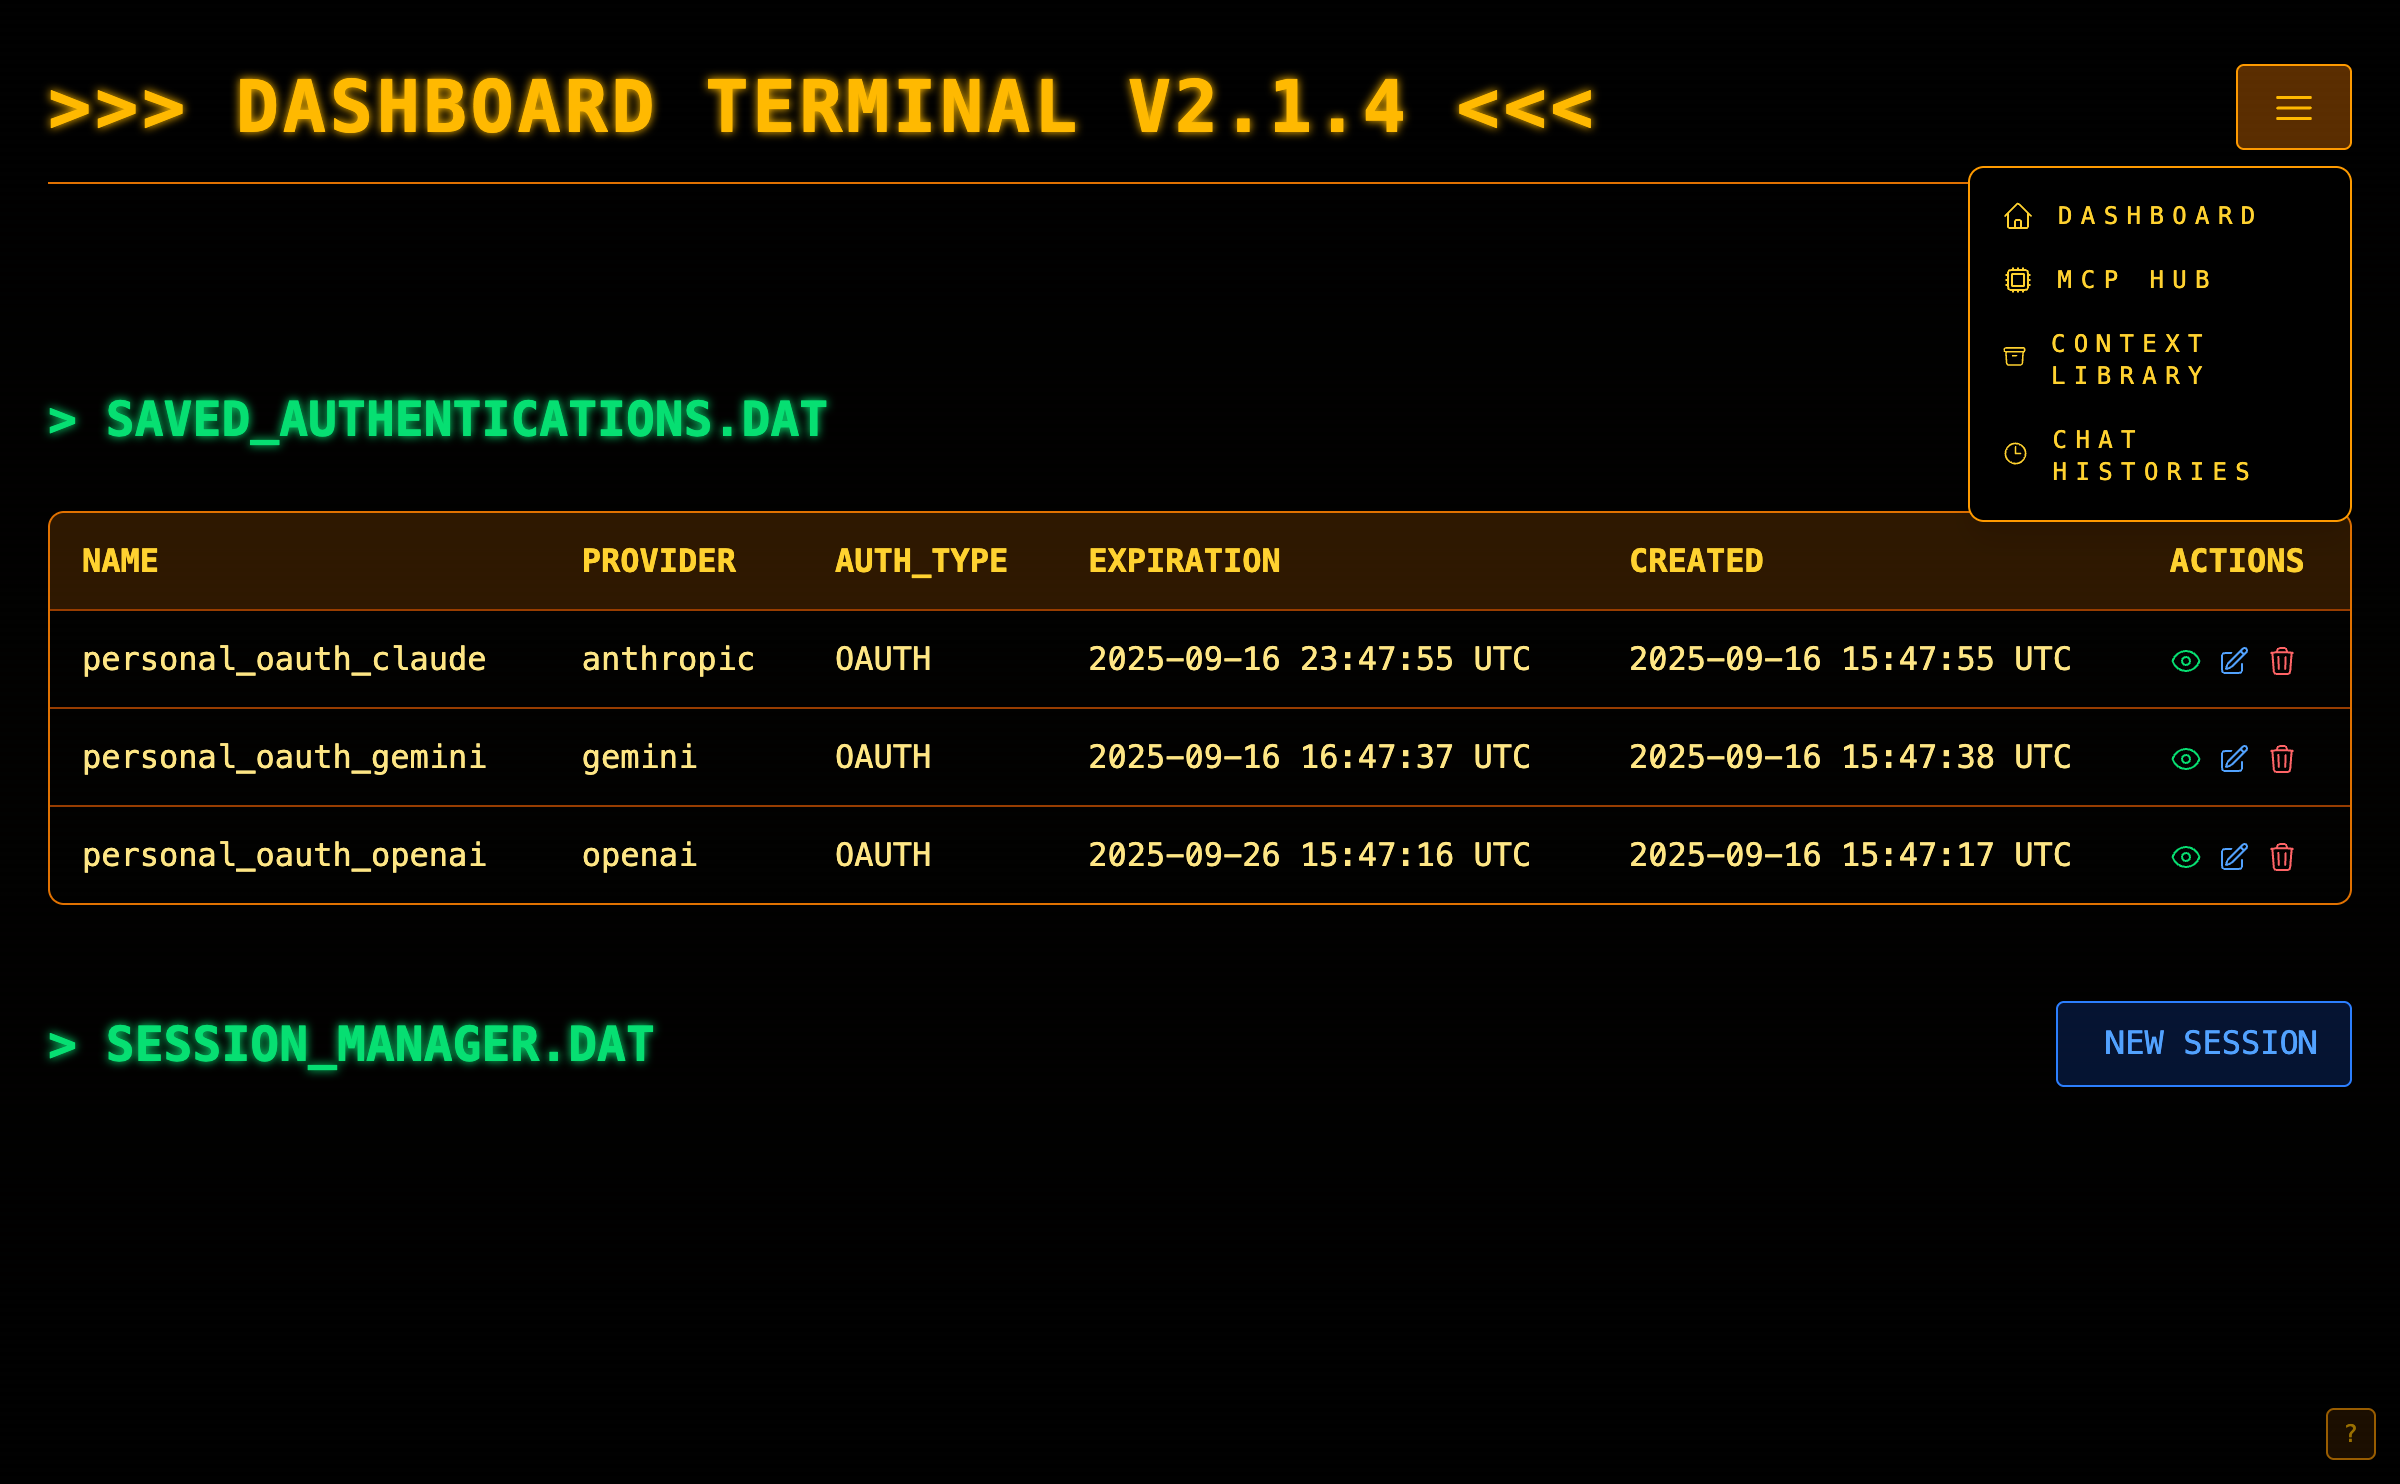 >>> DASHBOARD TERMINAL V2.1.4 <<<
DASHBOARD
MCP HUB
CONTEXT
LIBRARY
CHAT
HISTORIES
> SAVED_AUTHENTICATIONS.DAT
NAME PROVIDER AUTH_TYPE EXPIRATION CREATED ACTIONS
personal_oauth_claude anthropic OAUTH 2025-09-16 23:47:55 UTC 2025-09-16 15:47:55 UTC
personal_oauth_gemini gemini OAUTH 2025-09-16 16:47:37 UTC 2025-09-16 15:47:38 UTC
personal_oauth_openai openai OAUTH 2025-09-26 15:47:16 UTC 2025-09-16 15:47:17 UTC
> SESSION_MANAGER.DAT
NEW SESSION
?